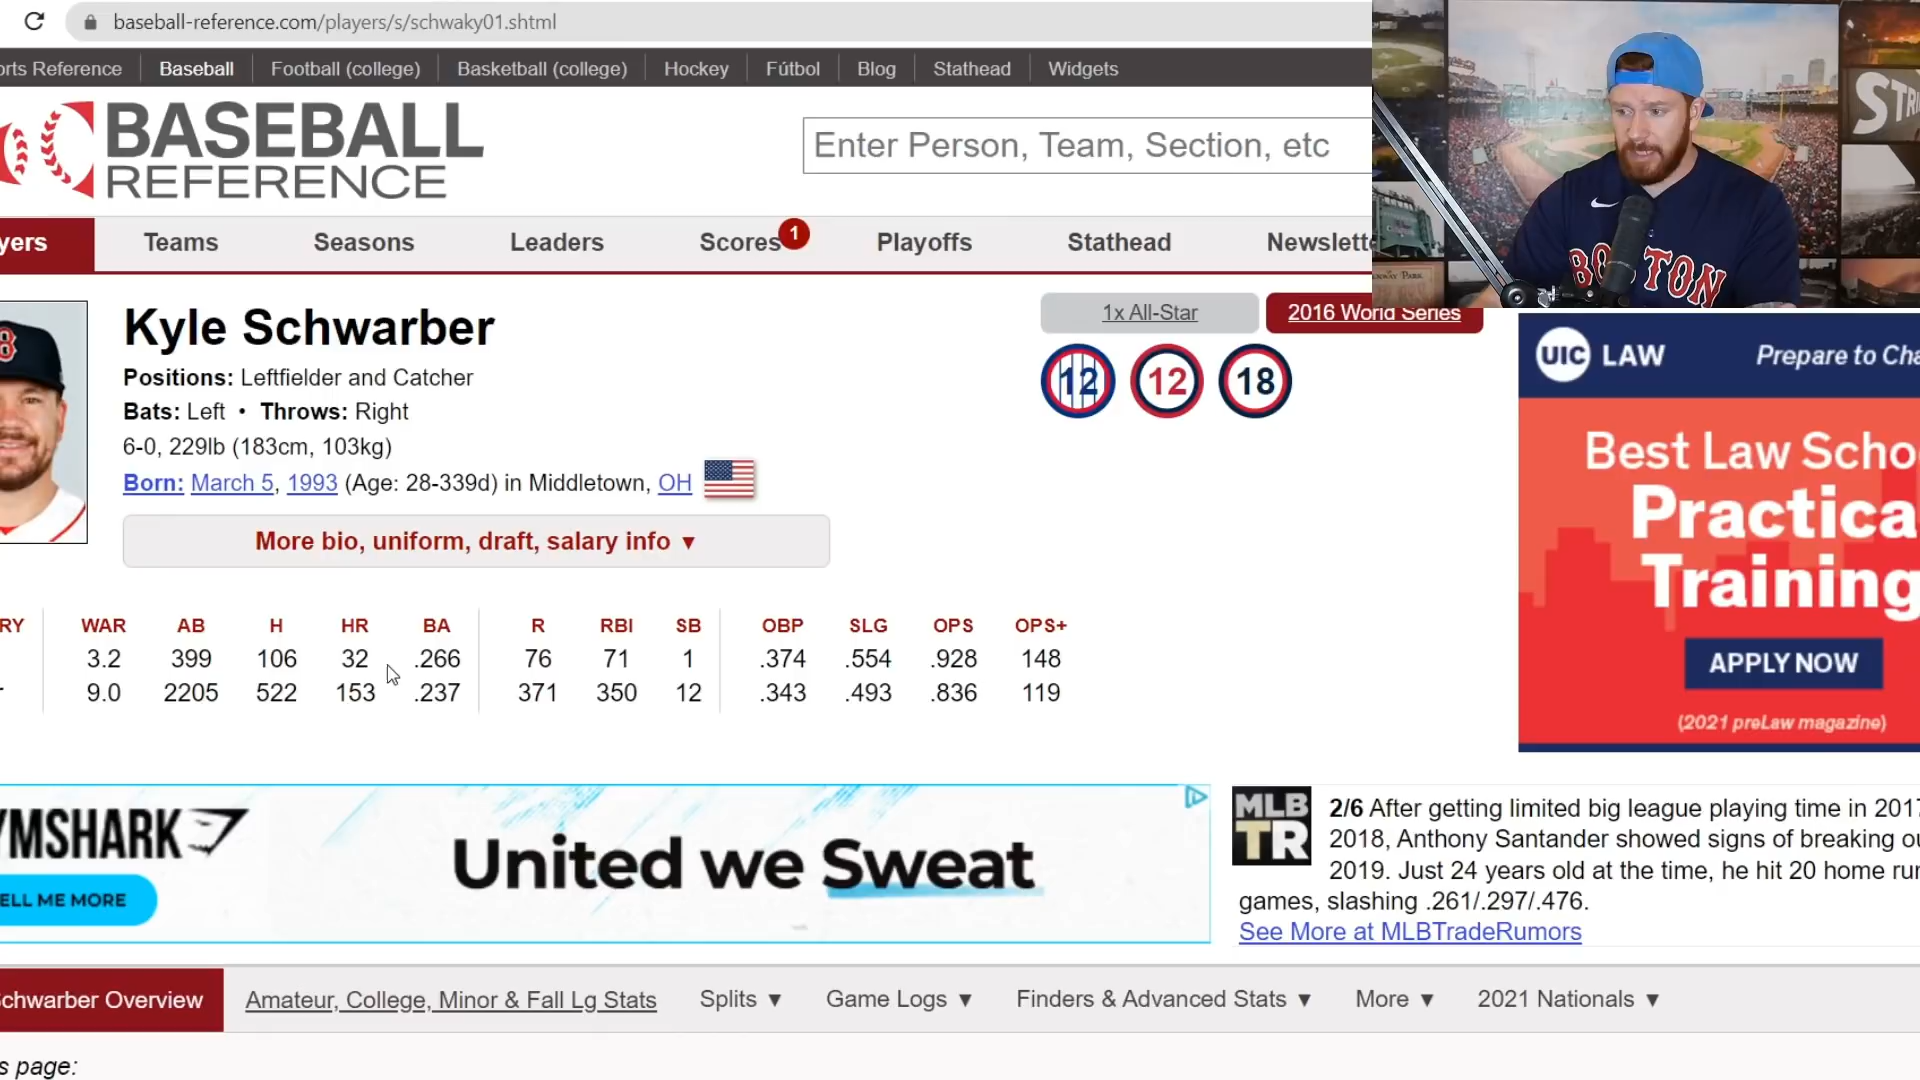 baseball-reference.com/players/s/schwaky01.shtml
orts Reference Baseball Football (college) Basketball (college) Hockey Fútbol Blog Stathead Widgets
BASEBALL
REFERENCE
Enter Person, Team, Section, etc
yers Teams Seasons Leaders Scores 1 Playoffs Stathead Newslett
BOSTON
Kyle Schwarber
Positions: Leftfielder and Catcher
Bats: Left • Throws: Right
6-0, 229lb (183cm, 103kg)
Born: March 5, 1993 (Age: 28-339d) in Middletown, OH
More bio, uniform, draft, salary info ▼
1x All-Star 2016 World Series
12 12 18
UIC LAW Prepare to Cha
Best Law Scho
Practica
Training
APPLY NOW
(2021 preLaw magazine)
RY WAR AB H HR BA R RBI SB OBP SLG OPS OPS+
3.2 399 106 32 .266 76 71 1 .374 .554 .928 148
9.0 2205 522 153 .237 371 350 12 .343 .493 .836 119
YMSHARK
ELL ME MORE
United we Sweat
MLB
TR
2/6 After getting limited big league playing time in 2017
2018, Anthony Santander showed signs of breaking ou
2019. Just 24 years old at the time, he hit 20 home run
games, slashing .261/.297/.476.
See More at MLBTradeRumors
chwarber Overview Amateur, College, Minor & Fall Lg Stats Splits ▼ Game Logs ▼ Finders & Advanced Stats ▼ More ▼ 2021 Nationals ▼
s page: